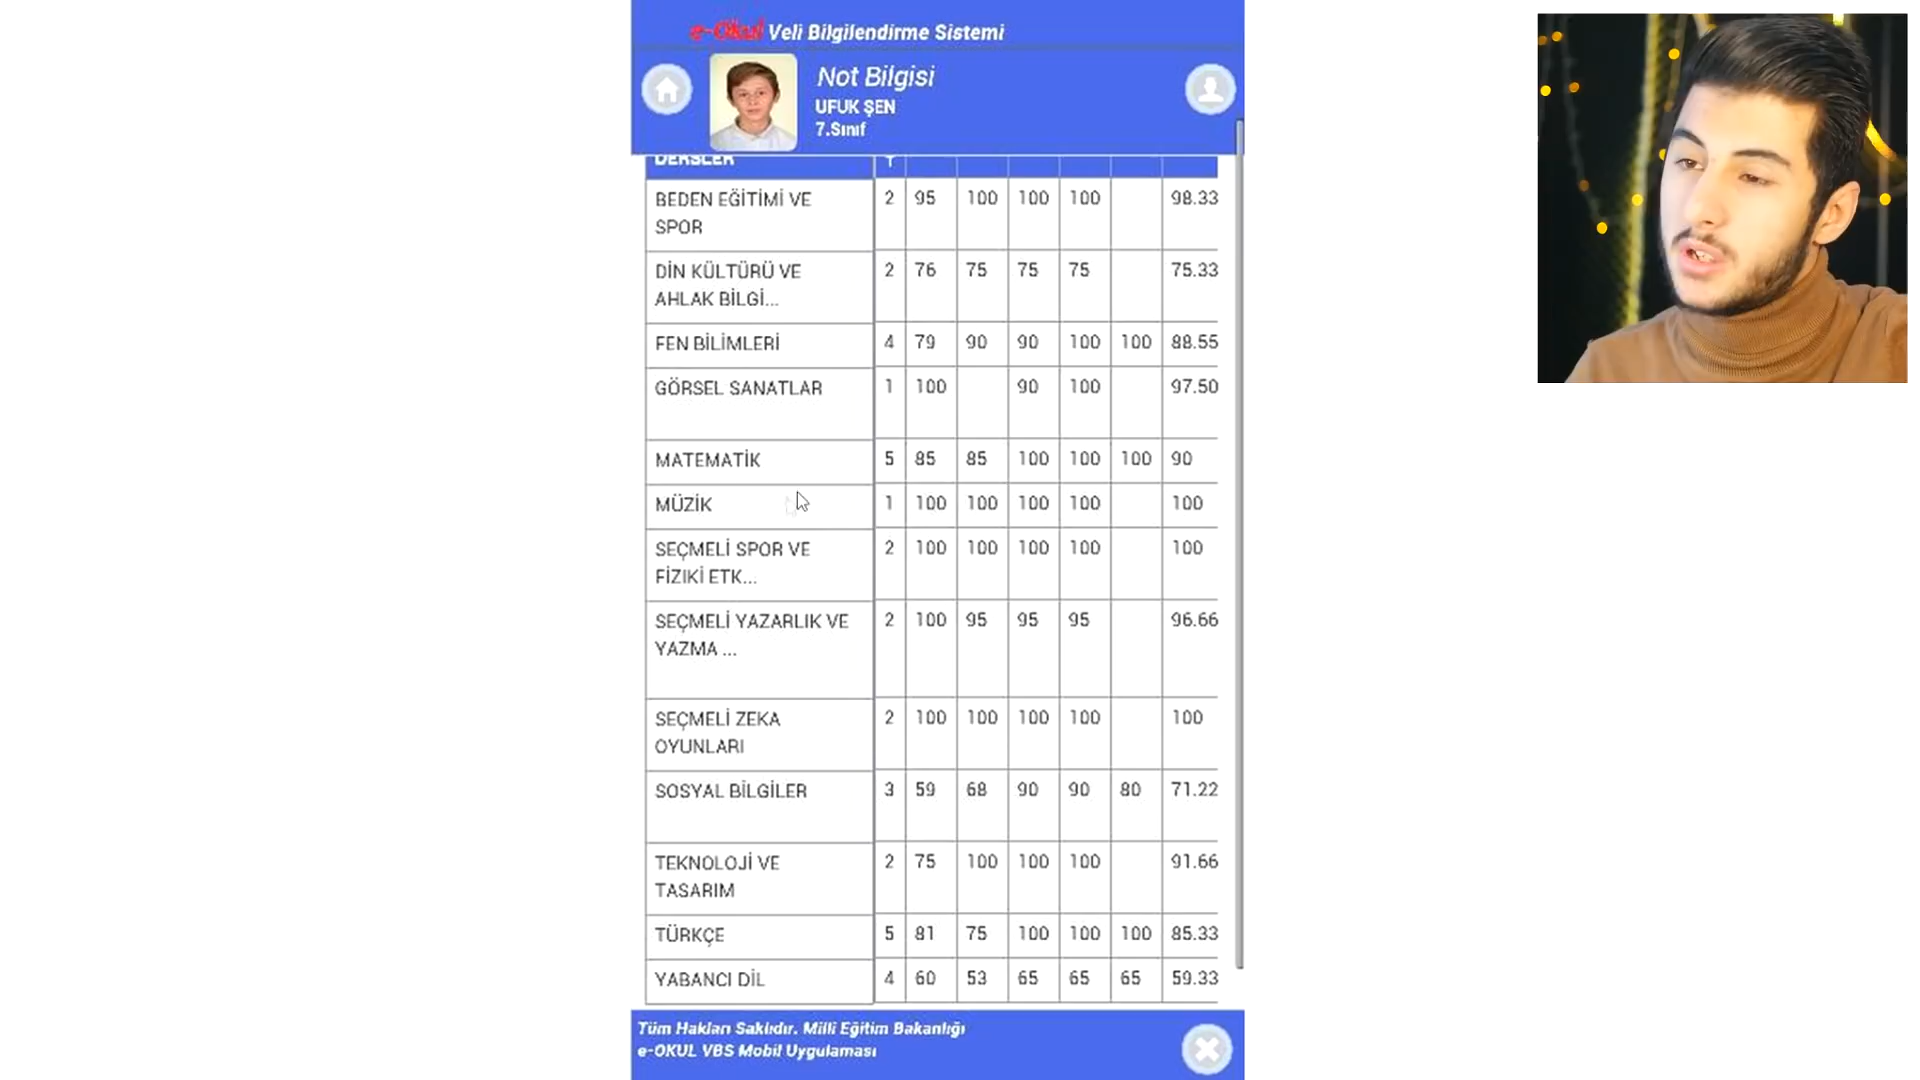 e-Okul Veli Bilgilendirme Sistemi
Not Bilgisi
UFUK ŞEN
7.Sınıf
DERSLER T
BEDEN EĞİTİMİ VE SPOR 2 95 100 100 100 98.33
DİN KÜLTÜRÜ VE AHLAK BİLGİ... 2 76 75 75 75 75.33
FEN BİLİMLERİ 4 79 90 90 100 100 88.55
GÖRSEL SANATLAR 1 100 90 100 97.50
MATEMATİK 5 85 85 100 100 100 90
MÜZİK 1 100 100 100 100 100
SEÇMELİ SPOR VE FİZIKİ ETK... 2 100 100 100 100 100
SEÇMELİ YAZARLIK VE YAZMA ... 2 100 95 95 95 96.66
SEÇMELİ ZEKA OYUNLARI 2 100 100 100 100 100
SOSYAL BİLGİLER 3 59 68 90 90 80 71.22
TEKNOLOJİ VE TASARIM 2 75 100 100 100 91.66
TÜRKÇE 5 81 75 100 100 100 85.33
YABANCI DİL 4 60 53 65 65 65 59.33
Tüm Hakları Saklıdır. Milli Eğitim Bakanlığı
e-OKUL VBS Mobil Uygulaması